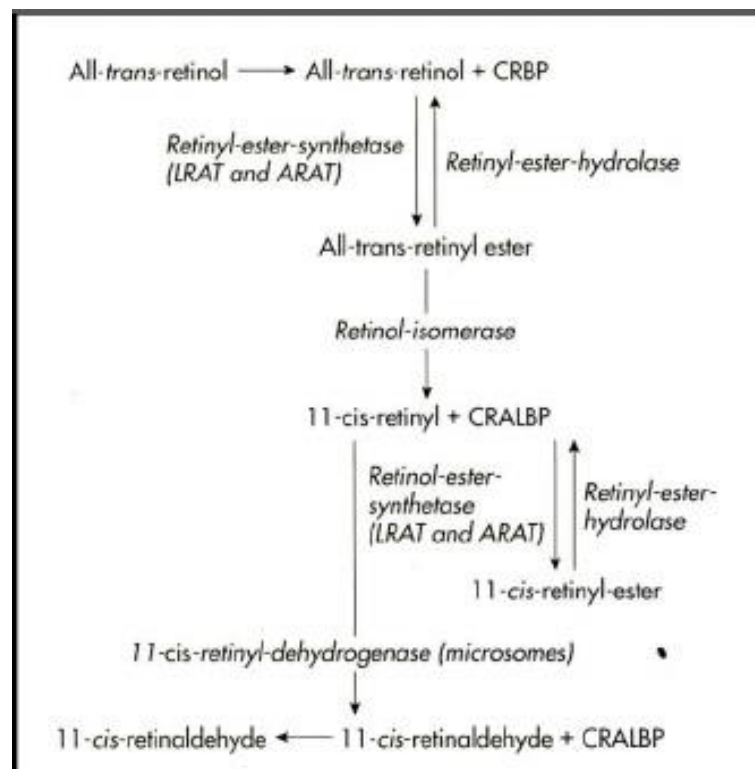 All-trans-retinol → All-trans-retinol + CRBP
Retinyl-ester-synthetase
(LRAT and ARAT)
Retinyl-ester-hydrolase
All-trans-retinyl ester
Retinol-isomerase
11-cis-retinyl + CRALBP
Retinol-ester-
synthetase
(LRAT and ARAT)
Retinyl-ester-
hydrolase
11-cis-retinyl-ester
11-cis-retinyl-dehydrogenase (microsomes)
11-cis-retinaldehyde ← 11-cis-retinaldehyde + CRALBP